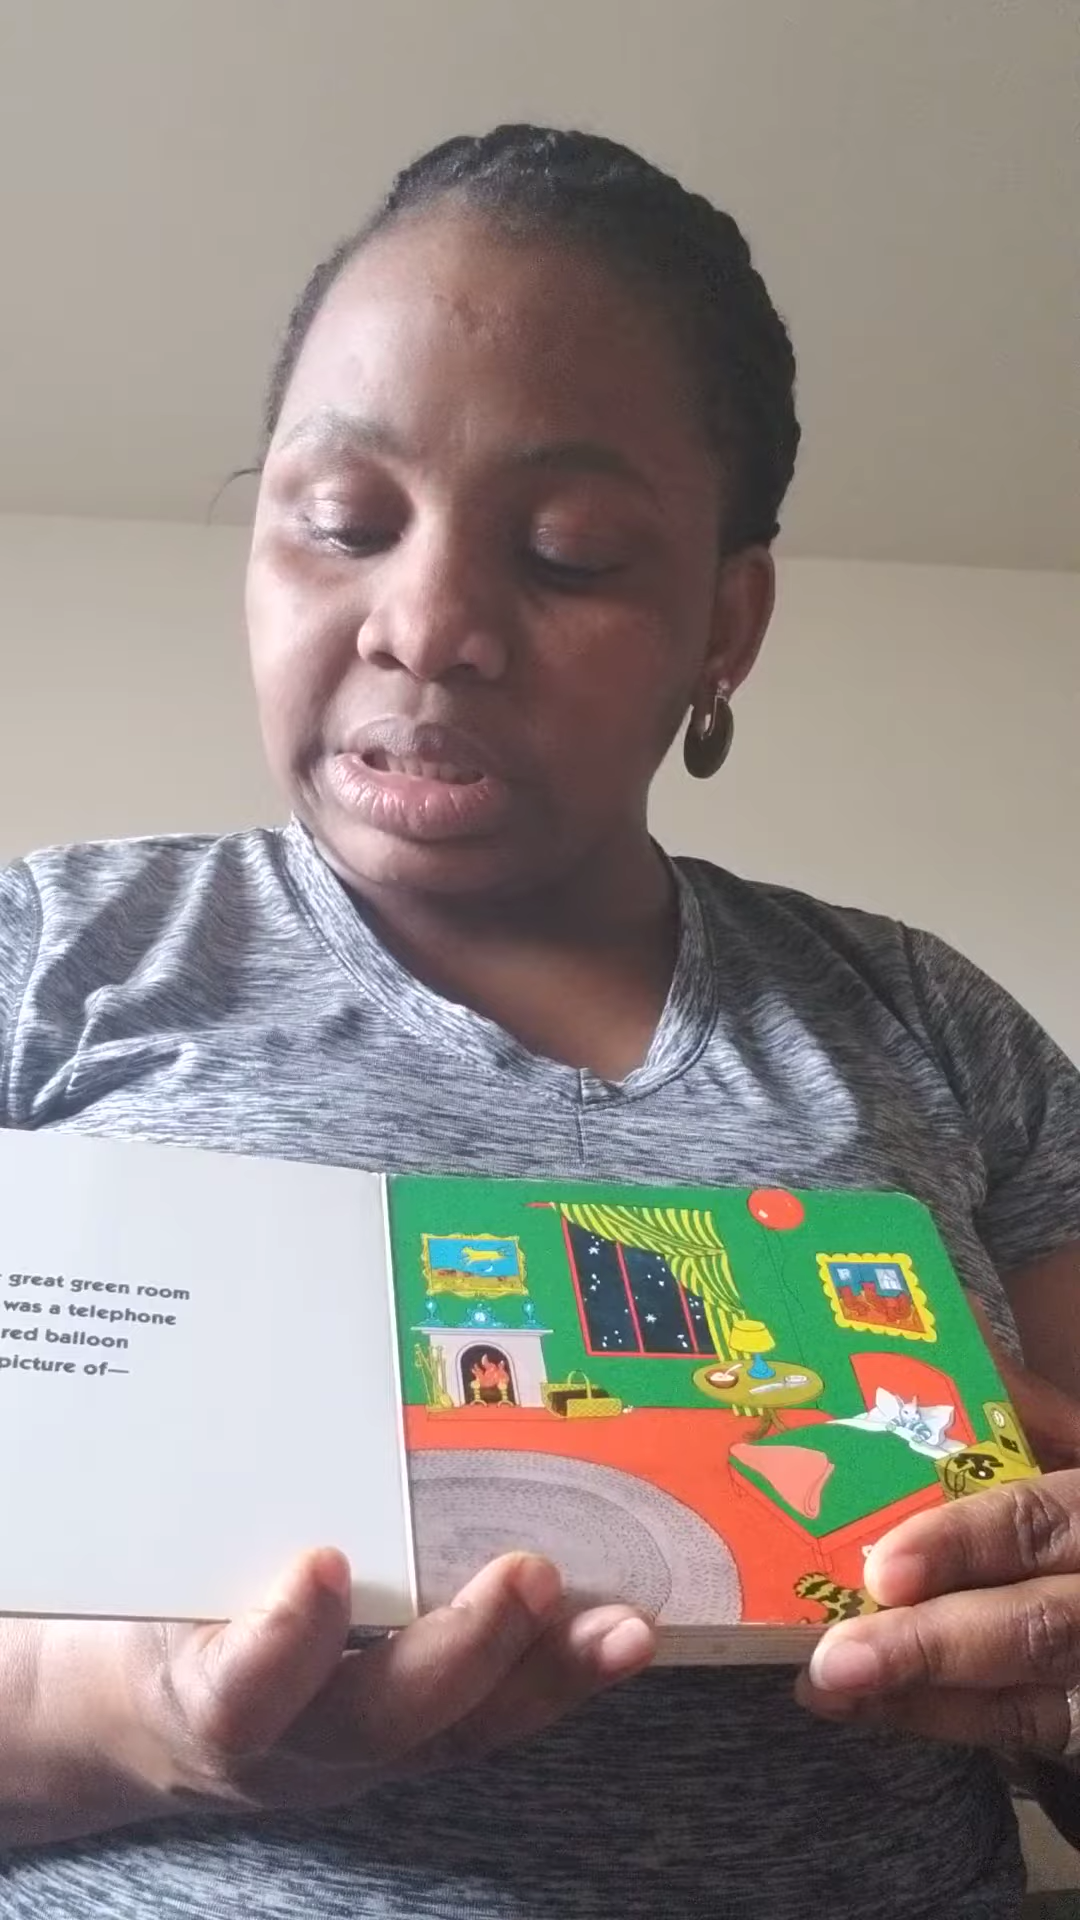 great green room
was a telephone
red balloon
picture of—